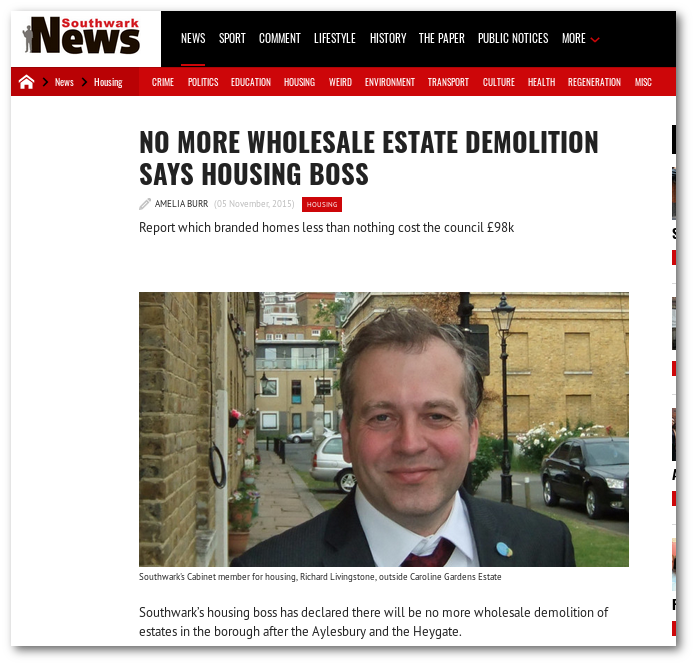 Southwark
News
NEWS SPORT COMMENT LIFESTYLE HISTORY THE PAPER PUBLIC NOTICES MORE
News Housing CRIME POLITICS EDUCATION HOUSING WEIRD ENVIRONMENT TRANSPORT CULTURE HEALTH REGENERATION MISC
NO MORE WHOLESALE ESTATE DEMOLITION
SAYS HOUSING BOSS
AMELIA BURR (05 November, 2015) HOUSING
Report which branded homes less than nothing cost the council £98k
Southwark's Cabinet member for housing, Richard Livingstone, outside Caroline Gardens Estate
Southwark’s housing boss has declared there will be no more wholesale demolition of
estates in the borough after the Aylesbury and the Heygate.